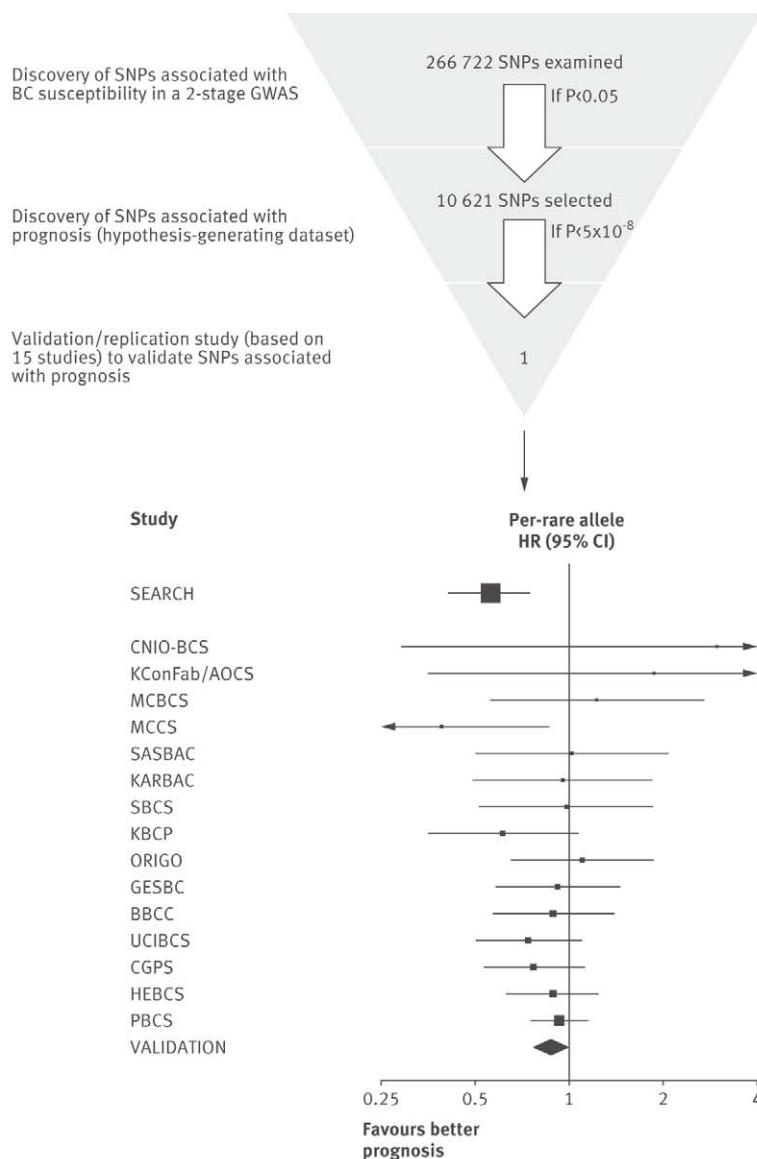 266 722 SNPs examined
Discovery of SNPs associated with
BC susceptibility in a 2-stage GWAS
If P<0.05
10 621 SNPs selected
Discovery of SNPs associated with
prognosis (hypothesis-generating dataset)
If P<5x10⁻⁸
Validation/replication study (based on
15 studies) to validate SNPs associated
with prognosis
1
Study
Per-rare allele
HR (95% CI)
SEARCH
CNIO-BCS
KConFab/AOCS
MCBCS
MCCS
SASBAC
KARBAC
SBCS
KBCP
ORIGO
GESBC
BBCC
UCIBCS
CGPS
HEBCS
PBCS
VALIDATION
0.25 0.5 1 2 4
Favours better
prognosis